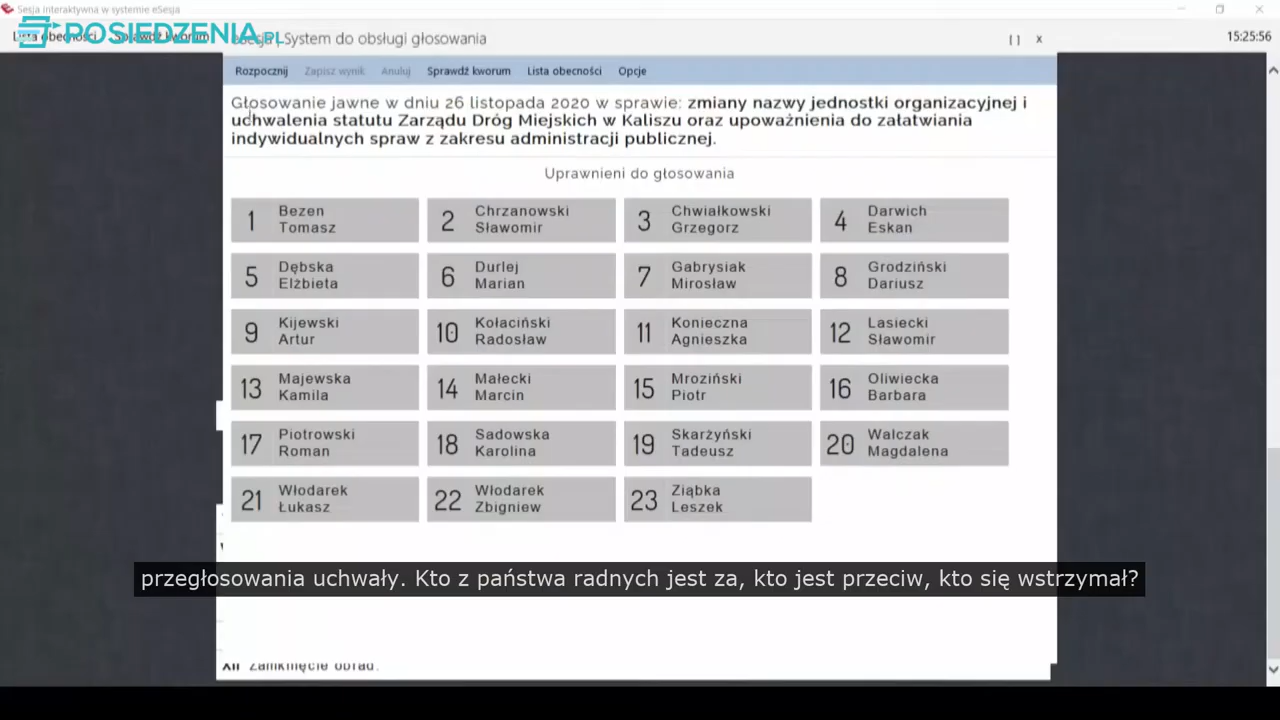 Sesja interaktywna w systemie eSesja
POSIEDZENIA.PL
System do obsługi głosowania
[ ] x
15:25:56
Rozpocznij Zapisz wynik Anuluj Sprawdź kworum Lista obecności Opcje
Głosowanie jawne w dniu 26 listopada 2020 w sprawie: zmiany nazwy jednostki organizacyjnej i
uchwalenia statutu Zarządu Dróg Miejskich w Kaliszu oraz upoważnienia do załatwiania
indywidualnych spraw z zakresu administracji publicznej.
Uprawnieni do głosowania
1 Bezen Tomasz
2 Chrzanowski Sławomir
3 Chwiałkowski Grzegorz
4 Darwich Eskan
5 Dębska Elżbieta
6 Durlej Marian
7 Gabrysiak Mirosław
8 Grodziński Dariusz
9 Kijewski Artur
10 Kołaciński Radosław
11 Konieczna Agnieszka
12 Lasiecki Sławomir
13 Majewska Kamila
14 Małecki Marcin
15 Mroziński Piotr
16 Oliwiecka Barbara
17 Piotrowski Roman
18 Sadowska Karolina
19 Skarżyński Tadeusz
20 Walczak Magdalena
21 Włodarek Łukasz
22 Włodarek Zbigniew
23 Ziąbka Leszek
przegłosowania uchwały. Kto z państwa radnych jest za, kto jest przeciw, kto się wstrzymał?
XII Zamknięcie obrad.